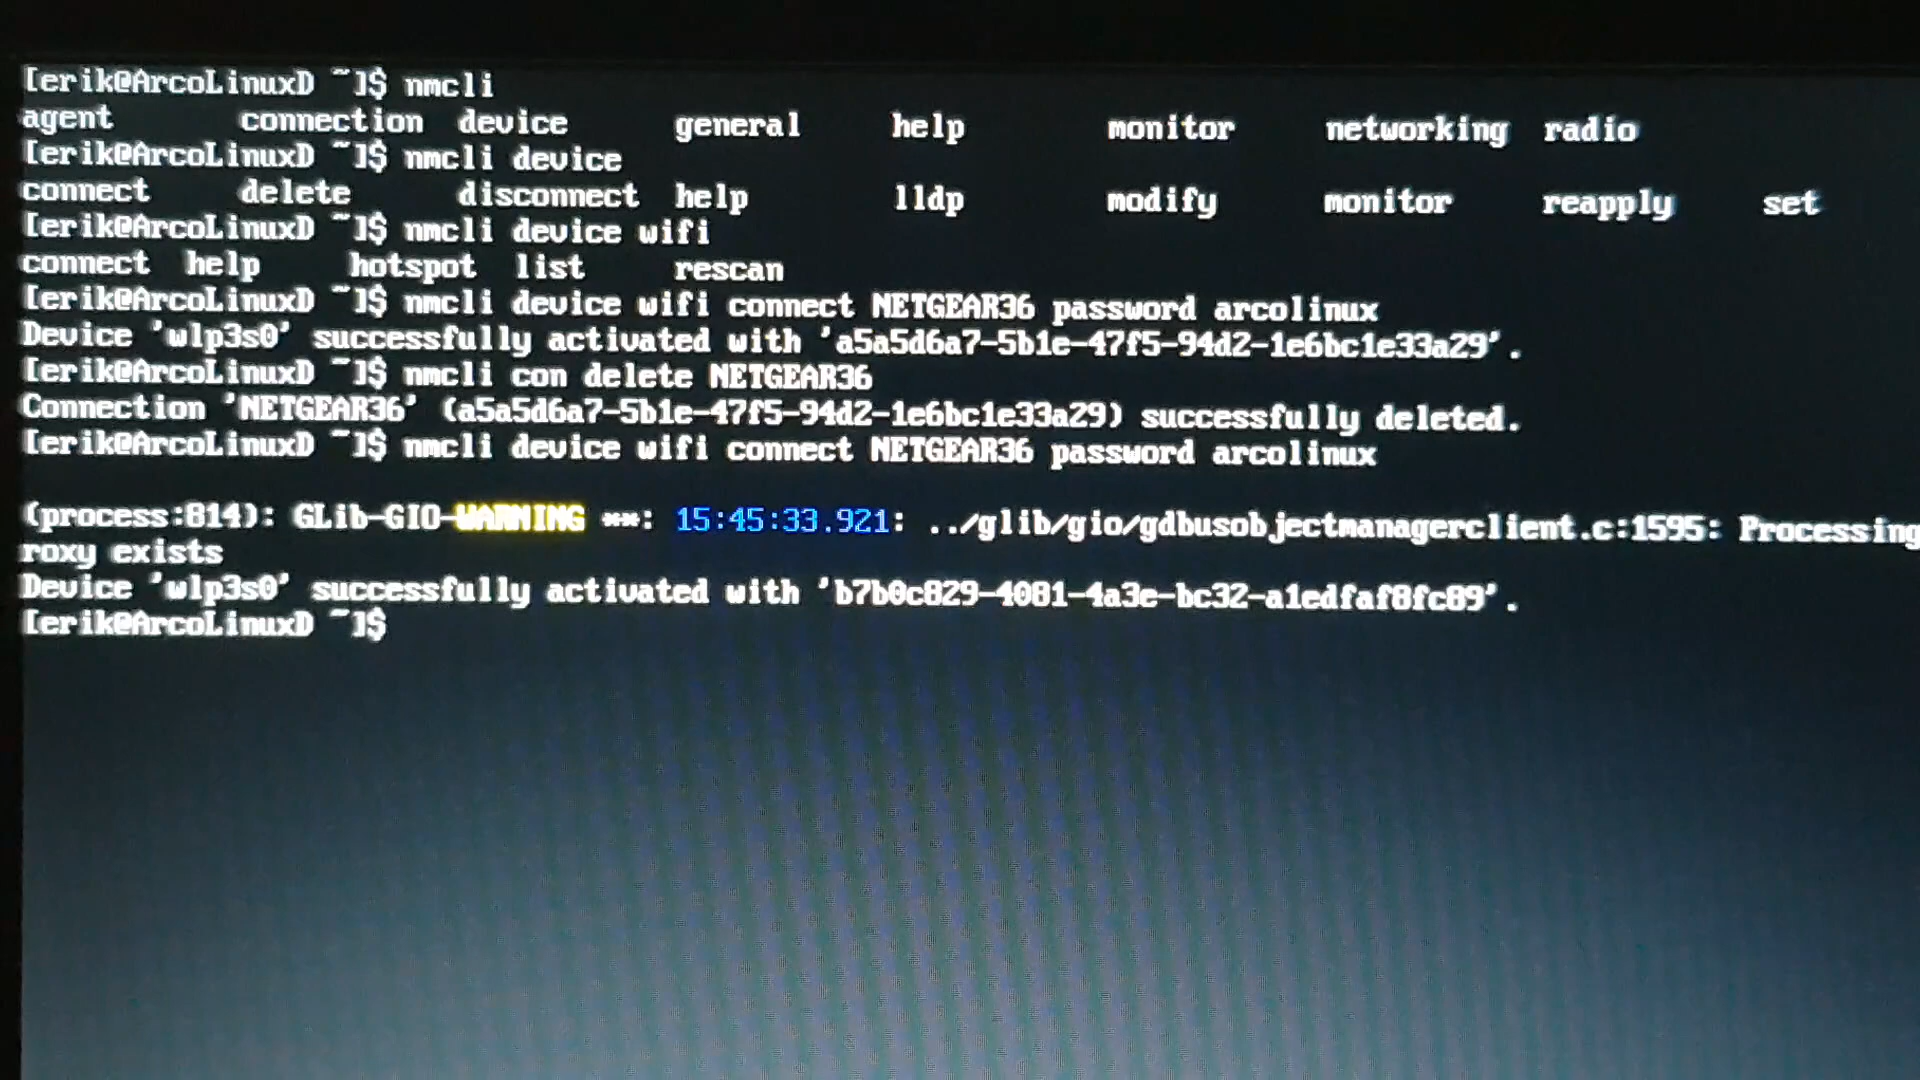 [erik@ArcoLinuxD ~]$ nmcli
agent connection device general help monitor networking radio
[erik@ArcoLinuxD ~]$ nmcli device
connect delete disconnect help lldp modify monitor reapply set
[erik@ArcoLinuxD ~]$ nmcli device wifi
connect help hotspot list rescan
[erik@ArcoLinuxD ~]$ nmcli device wifi connect NETGEAR36 password arcolinux
Device 'wlp3s0' successfully activated with 'a5a5d6a7-5b1e-47f5-94d2-1e6bc1e33a29'.
[erik@ArcoLinuxD ~]$ nmcli con delete NETGEAR36
Connection 'NETGEAR36' (a5a5d6a7-5b1e-47f5-94d2-1e6bc1e33a29) successfully deleted.
[erik@ArcoLinuxD ~]$ nmcli device wifi connect NETGEAR36 password arcolinux
(process:814): GLib-GIO-WARNING **: 15:45:33.921: ../glib/gio/gdbusobjectmanagerclient.c:1595: Processing
roxy exists
Device 'wlp3s0' successfully activated with 'b7b0c829-4081-4a3e-bc32-a1edfaf8fc89'.
[erik@ArcoLinuxD ~]$